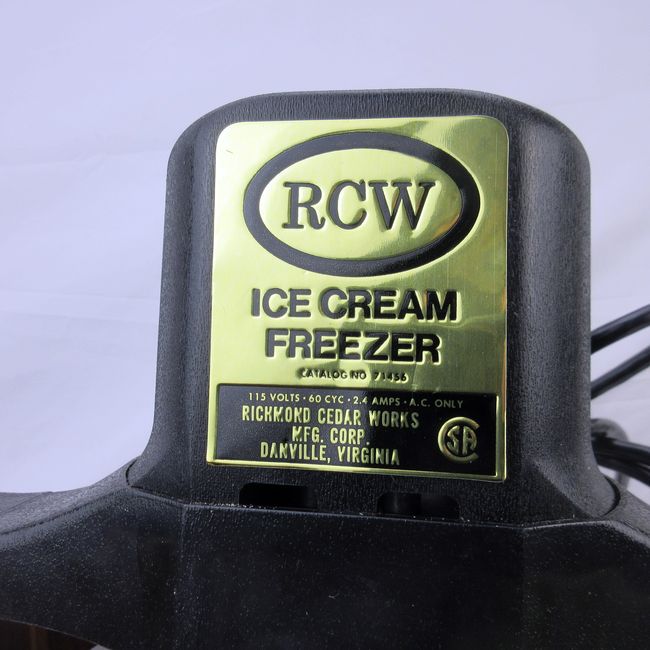 RCW
ICE CREAM
FREEZER
CATALOG NO 71456
115 VOLTS · 60 CYC · 2.4 AMPS · A.C. ONLY
RICHMOND CEDAR WORKS
MFG. CORP.
DANVILLE, VIRGINIA
SA